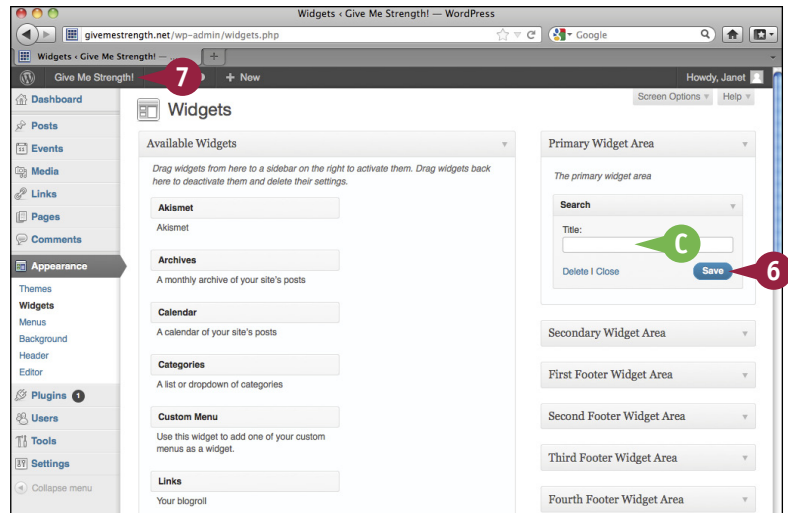 Widgets ‹ Give Me Strength! — WordPress
givemestrength.net/wp-admin/widgets.php
Google
Widgets ‹ Give Me Strength! — ...
+
Give Me Strength!
7
+ New
Howdy, Janet
Dashboard
Posts
Events
Media
Links
Pages
Comments
Appearance
Themes
Widgets
Menus
Background
Header
Editor
Plugins 1
Users
Tools
Settings
Collapse menu
Screen Options
Help
Widgets
Available Widgets
Drag widgets from here to a sidebar on the right to activate them. Drag widgets back
here to deactivate them and delete their settings.
Akismet
Akismet
Archives
A monthly archive of your site's posts
Calendar
A calendar of your site's posts
Categories
A list or dropdown of categories
Custom Menu
Use this widget to add one of your custom
menus as a widget.
Links
Your blogroll
Primary Widget Area
The primary widget area
Search
Title:
C
Delete | Close
Save
6
Secondary Widget Area
First Footer Widget Area
Second Footer Widget Area
Third Footer Widget Area
Fourth Footer Widget Area